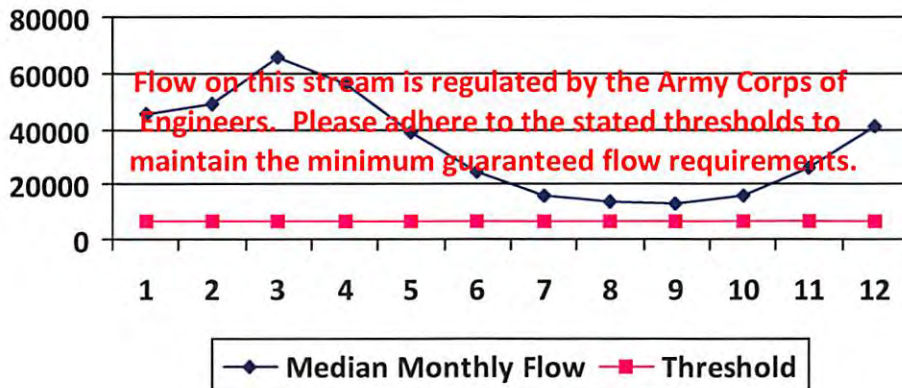 80000
60000
40000
20000
0
Flow on this stream is regulated by the Army Corps of
Engineers. Please adhere to the stated thresholds to
maintain the minimum guaranteed flow requirements.
1 2 3 4 5 6 7 8 9 10 11 12
Median Monthly Flow Threshold